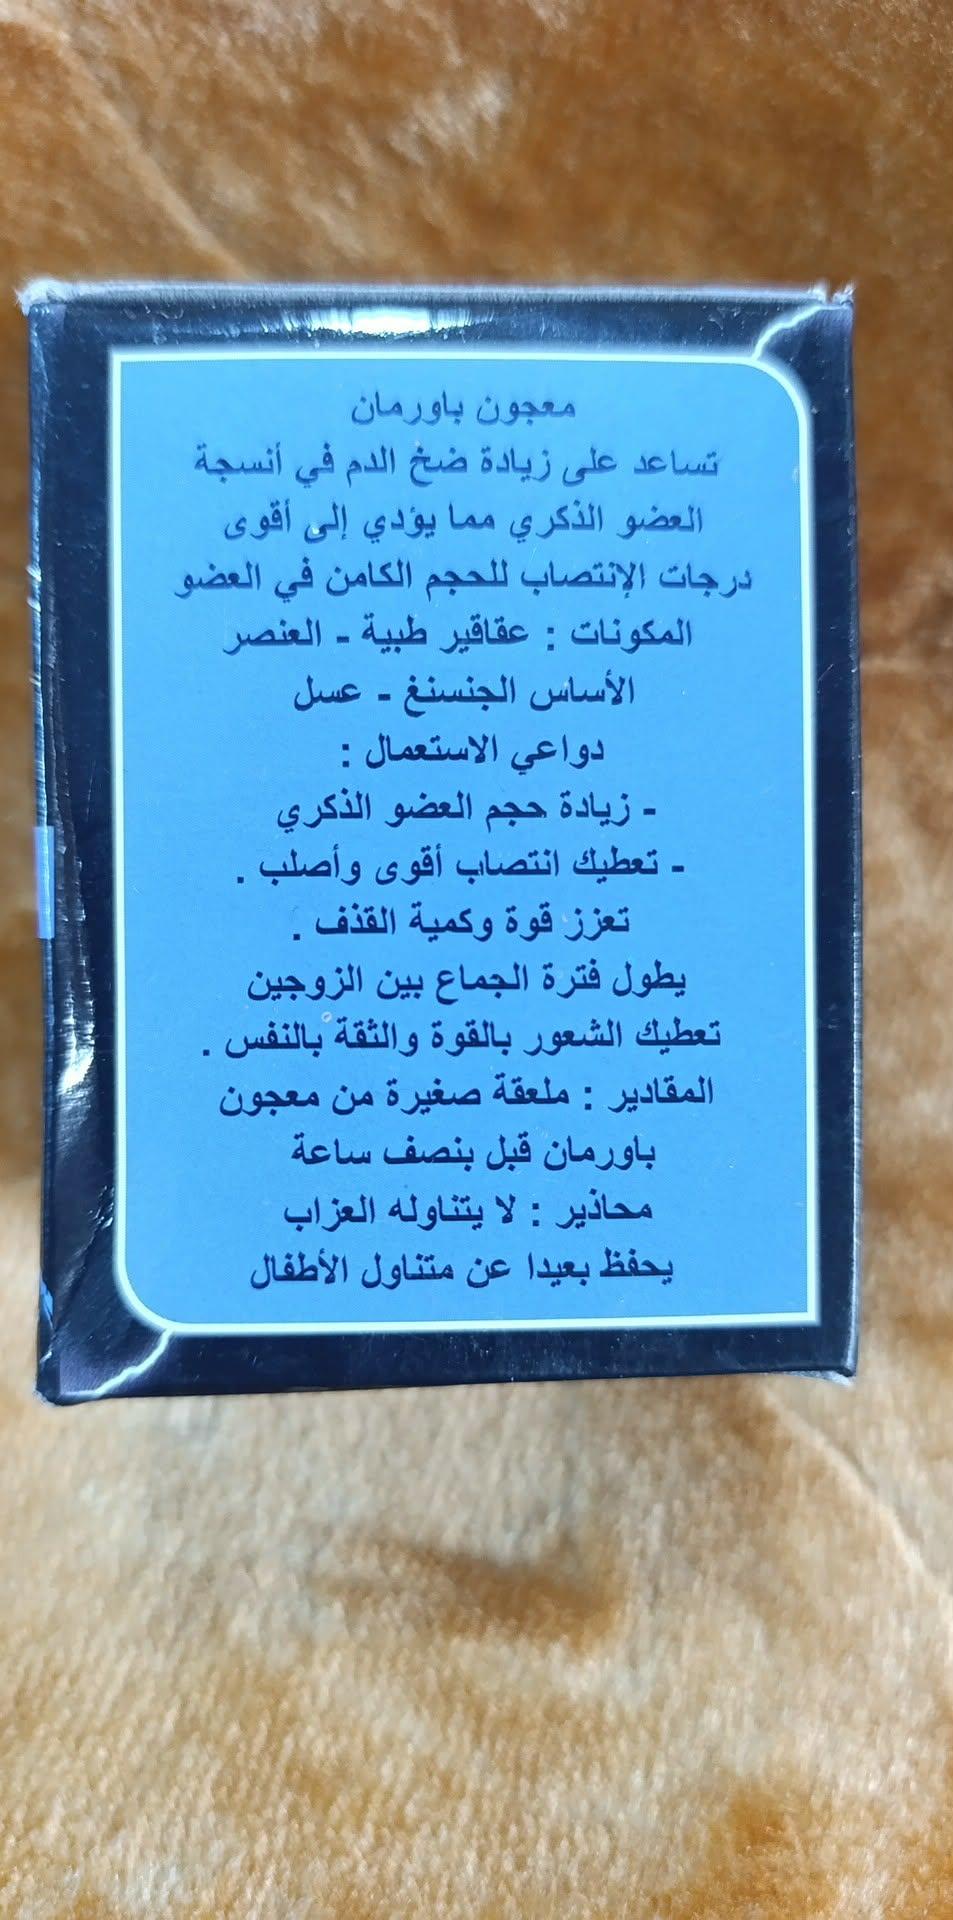 معجون باورمان
تساعد على زيادة ضخ الدم في أنسجة
العضو الذكري مما يؤدي إلى أقوى
درجات الإنتصاب للحجم الكامن في العضو
المكونات : عقاقير طبية - العنصر
الأساس الجنسنغ - عسل
دواعي الاستعمال :
- زيادة حجم العضو الذكري
- تعطيك انتصاب أقوى وأصلب .
تعزز قوة وكمية القذف .
يطول فترة الجماع بين الزوجين
تعطيك الشعور بالقوة والثقة بالنفس .
المقادير : ملعقة صغيرة من معجون
باورمان قبل بنصف ساعة
محاذير : لا يتناوله العزاب
يحفظ بعيدا عن متناول الأطفال